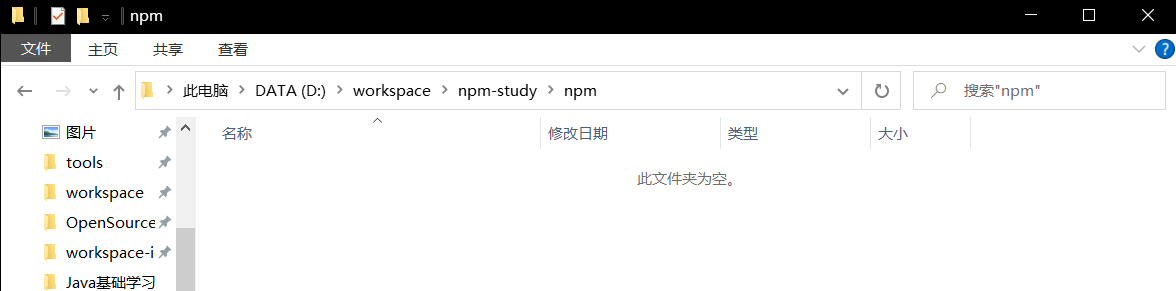 npm
文件 主页 共享 查看
此电脑 DATA (D:) workspace npm-study npm 搜索"npm"
名称 修改日期 类型 大小
此文件夹为空。
图片
tools
workspace
OpenSource
workspace-i
Java基础学习